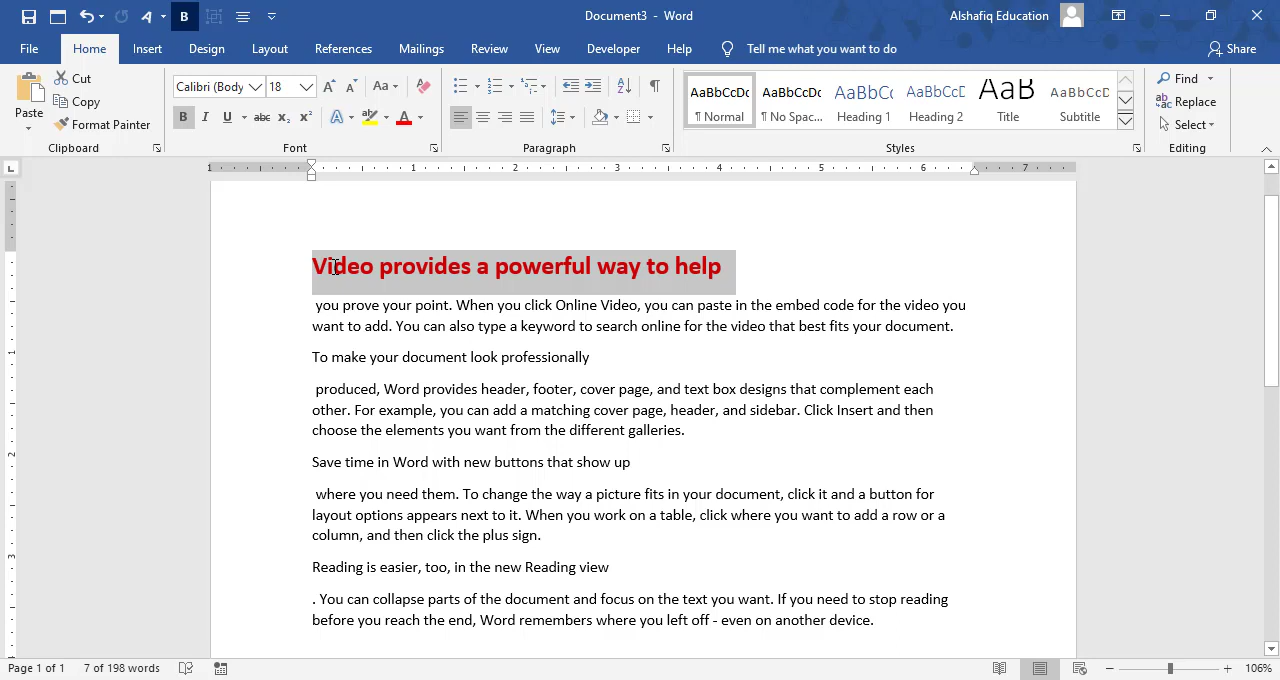 Document3 - Word
Alshafiq Education
File Home Insert Design Layout References Mailings Review View Developer Help Tell me what you want to do Share
Paste
Cut
Copy
Format Painter
Clipboard
Calibri (Body 18
Aa
B I U abc x₂ x²
Font
Paragraph
AaBbCcDc AaBbCcDc AaBbCc AaBbCcD AaB AaBbCcD
¶ Normal ¶ No Spac... Heading 1 Heading 2 Title Subtitle
Styles
Find
Replace
Select
Editing
1 1 2 3 4 5 6 7
Video provides a powerful way to help
you prove your point. When you click Online Video, you can paste in the embed code for the video you
want to add. You can also type a keyword to search online for the video that best fits your document.
To make your document look professionally
produced, Word provides header, footer, cover page, and text box designs that complement each
other. For example, you can add a matching cover page, header, and sidebar. Click Insert and then
choose the elements you want from the different galleries.
Save time in Word with new buttons that show up
where you need them. To change the way a picture fits in your document, click it and a button for
layout options appears next to it. When you work on a table, click where you want to add a row or a
column, and then click the plus sign.
Reading is easier, too, in the new Reading view
. You can collapse parts of the document and focus on the text you want. If you need to stop reading
before you reach the end, Word remembers where you left off - even on another device.
Page 1 of 1 7 of 198 words 106%